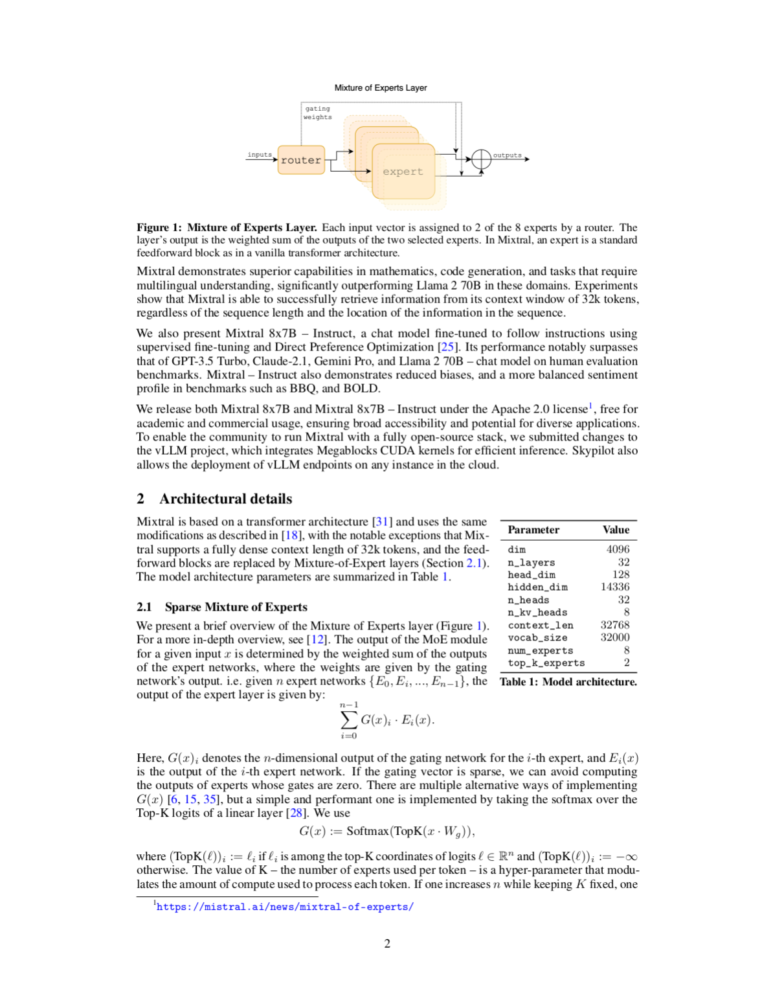 Mixture of Experts Layer
gating
weights
inputs
router
expert
outputs
Figure 1: Mixture of Experts Layer. Each input vector is assigned to 2 of the 8 experts by a router. The
layer's output is the weighted sum of the outputs of the two selected experts. In Mixtral, an expert is a standard
feedforward block as in a vanilla transformer architecture.
Mixtral demonstrates superior capabilities in mathematics, code generation, and tasks that require
multilingual understanding, significantly outperforming Llama 2 70B in these domains. Experiments
show that Mixtral is able to successfully retrieve information from its context window of 32k tokens,
regardless of the sequence length and the location of the information in the sequence.
We also present Mixtral 8x7B – Instruct, a chat model fine-tuned to follow instructions using
supervised fine-tuning and Direct Preference Optimization [25]. Its performance notably surpasses
that of GPT-3.5 Turbo, Claude-2.1, Gemini Pro, and Llama 2 70B – chat model on human evaluation
benchmarks. Mixtral – Instruct also demonstrates reduced biases, and a more balanced sentiment
profile in benchmarks such as BBQ, and BOLD.
We release both Mixtral 8x7B and Mixtral 8x7B – Instruct under the Apache 2.0 license¹, free for
academic and commercial usage, ensuring broad accessibility and potential for diverse applications.
To enable the community to run Mixtral with a fully open-source stack, we submitted changes to
the vLLM project, which integrates Megablocks CUDA kernels for efficient inference. Skypilot also
allows the deployment of vLLM endpoints on any instance in the cloud.
2 Architectural details
Mixtral is based on a transformer architecture [31] and uses the same
modifications as described in [18], with the notable exceptions that Mix-
tral supports a fully dense context length of 32k tokens, and the feed-
forward blocks are replaced by Mixture-of-Expert layers (Section 2.1).
The model architecture parameters are summarized in Table 1.
Parameter Value
dim 4096
n_layers 32
head_dim 128
hidden_dim 14336
n_heads 32
n_kv_heads 8
context_len 32768
vocab_size 32000
num_experts 8
top_k_experts 2
Table 1: Model architecture.
2.1 Sparse Mixture of Experts
We present a brief overview of the Mixture of Experts layer (Figure 1).
For a more in-depth overview, see [12]. The output of the MoE module
for a given input x is determined by the weighted sum of the outputs
of the expert networks, where the weights are given by the gating
network's output. i.e. given n expert networks {E₀, Eᵢ, ..., Eₙ₋₁}, the
output of the expert layer is given by:
n−1
∑ G(x)ᵢ · Eᵢ(x).
i=0
Here, G(x)ᵢ denotes the n-dimensional output of the gating network for the i-th expert, and Eᵢ(x)
is the output of the i-th expert network. If the gating vector is sparse, we can avoid computing
the outputs of experts whose gates are zero. There are multiple alternative ways of implementing
G(x) [6, 15, 35], but a simple and performant one is implemented by taking the softmax over the
Top-K logits of a linear layer [28]. We use
G(x) := Softmax(TopK(x · W_g)),
where (TopK(ℓ))ᵢ := ℓᵢ if ℓᵢ is among the top-K coordinates of logits ℓ ∈ ℝⁿ and (TopK(ℓ))ᵢ := −∞
otherwise. The value of K – the number of experts used per token – is a hyper-parameter that modu-
lates the amount of compute used to process each token. If one increases n while keeping K fixed, one
¹https://mistral.ai/news/mixtral-of-experts/
2